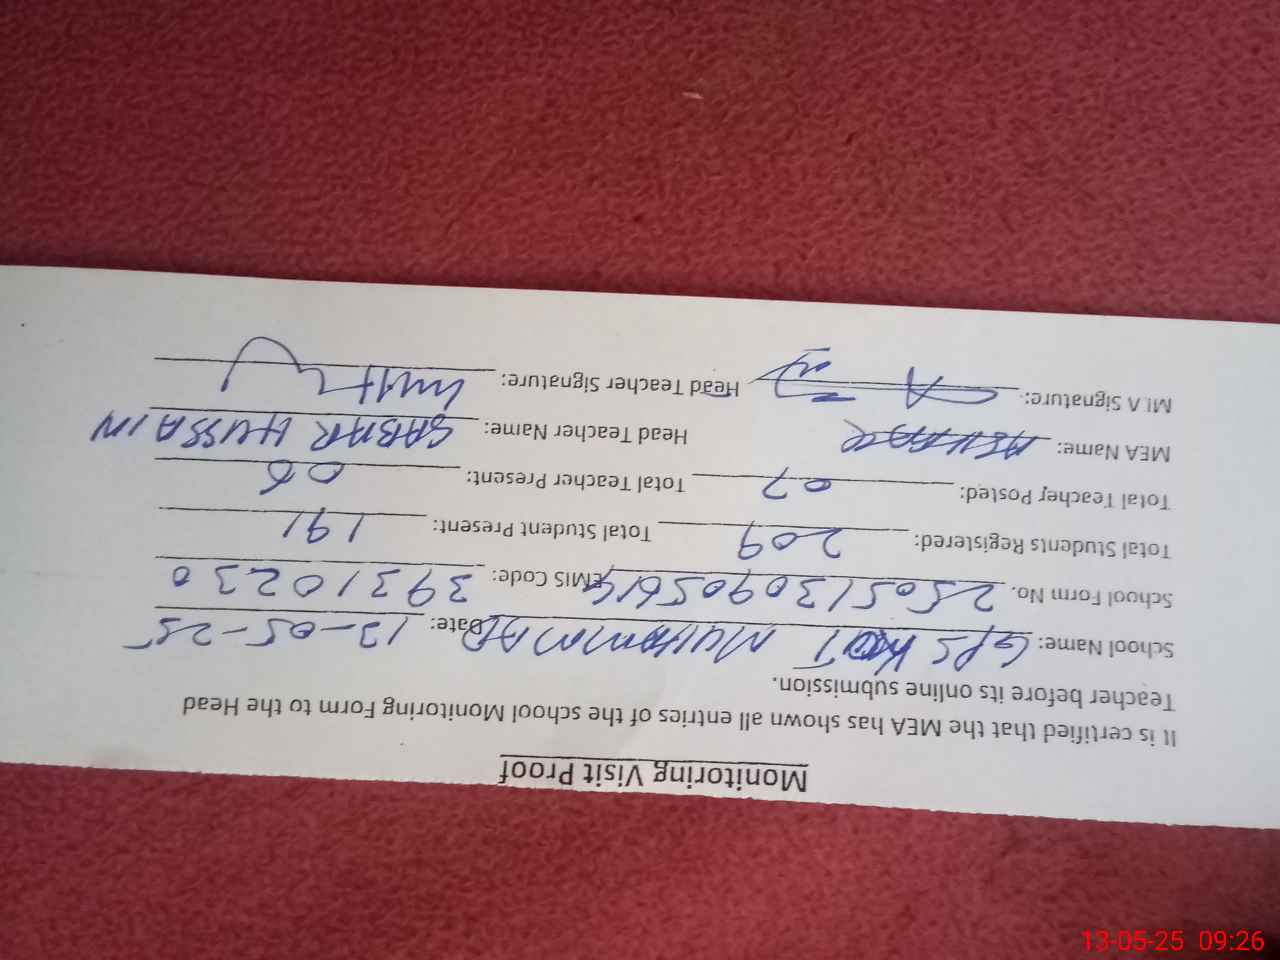 Monitoring Visit Proof
It is certified that the MEA has shown all entries of the school Monitoring Form to the Head
Teacher before its online submission.
School Name: GPS KOT MUHAMMAD Date: 13-05-25
School Form No. EMIS Code: 39310230
Total Students Registered: 209 Total Student Present: 191
Total Teacher Posted: 07 Total Teacher Present: 06
MEA Name: Head Teacher Name: GABHAR HUSSAIN
MEA Signature: Head Teacher Signature:
13-05-25 09:26